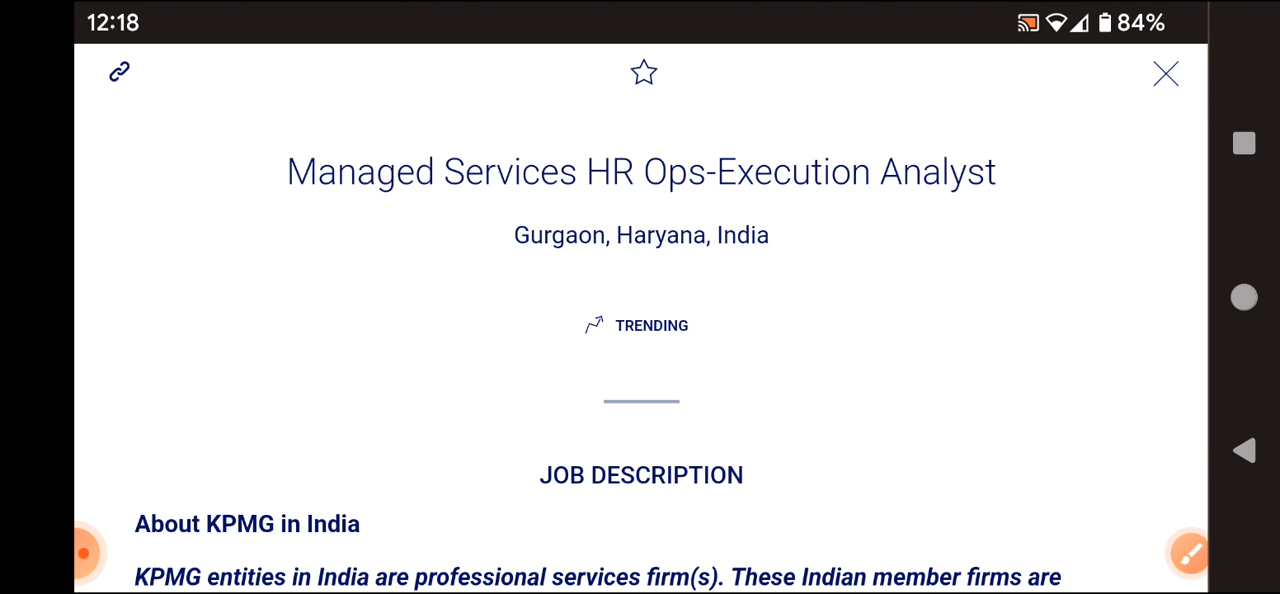 12:18
84%
Managed Services HR Ops-Execution Analyst
Gurgaon, Haryana, India
TRENDING
JOB DESCRIPTION
About KPMG in India
KPMG entities in India are professional services firm(s). These Indian member firms are